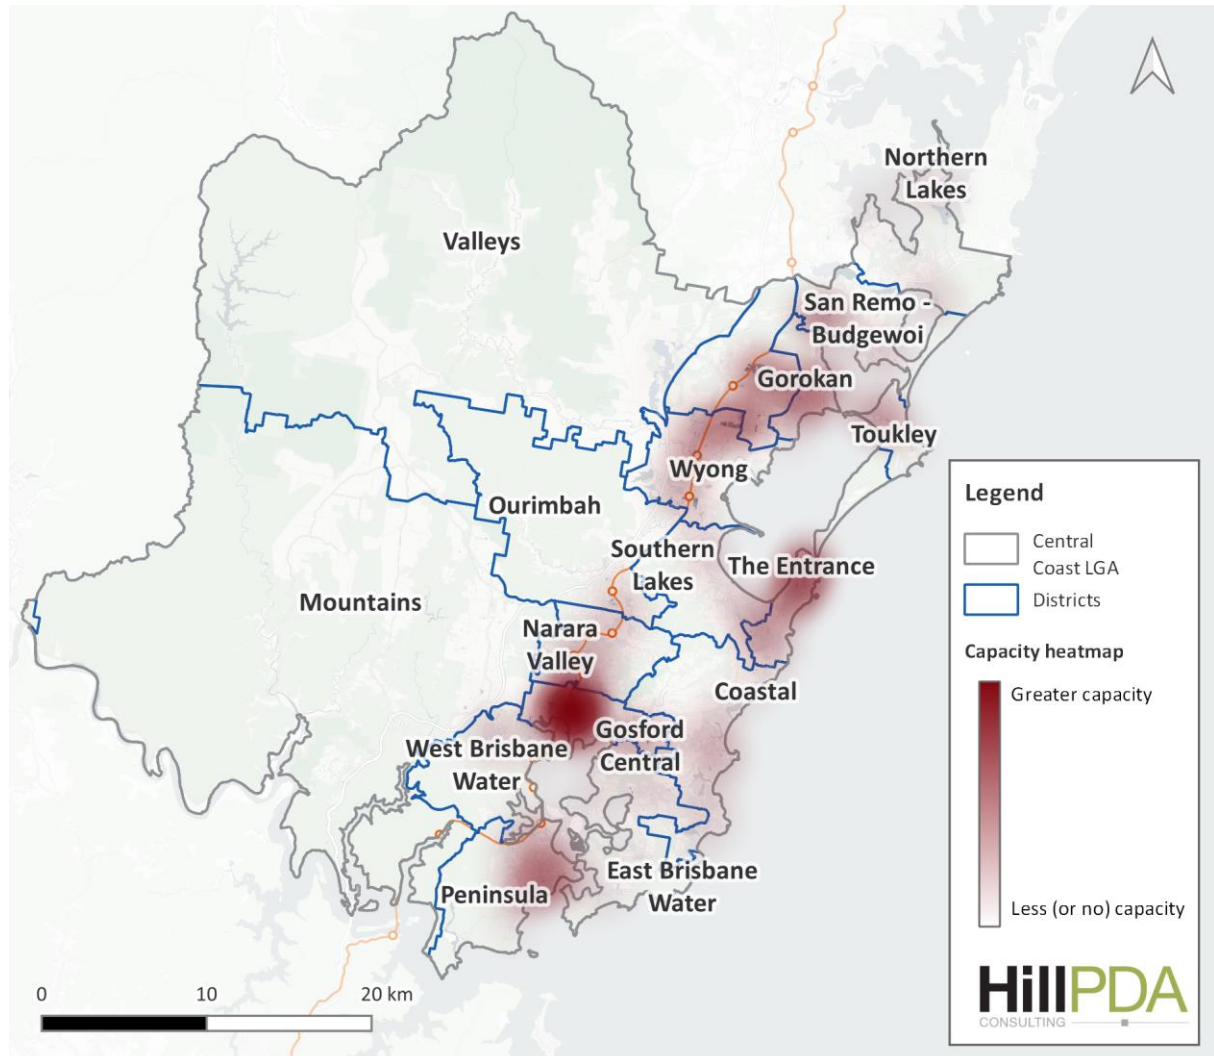 Northern
Lakes
Valleys
San Remo -
Budgewoi
Gorokan
Toukley
Wyong
Ourimbah
Southern
Lakes
The Entrance
Mountains
Narara
Valley
Coastal
Gosford
Central
West Brisbane
Water
East Brisbane
Water
Peninsula
0 10 20 km
Legend
Central
Coast LGA
Districts
Capacity heatmap
Greater capacity
Less (or no) capacity
HillPDA
CONSULTING